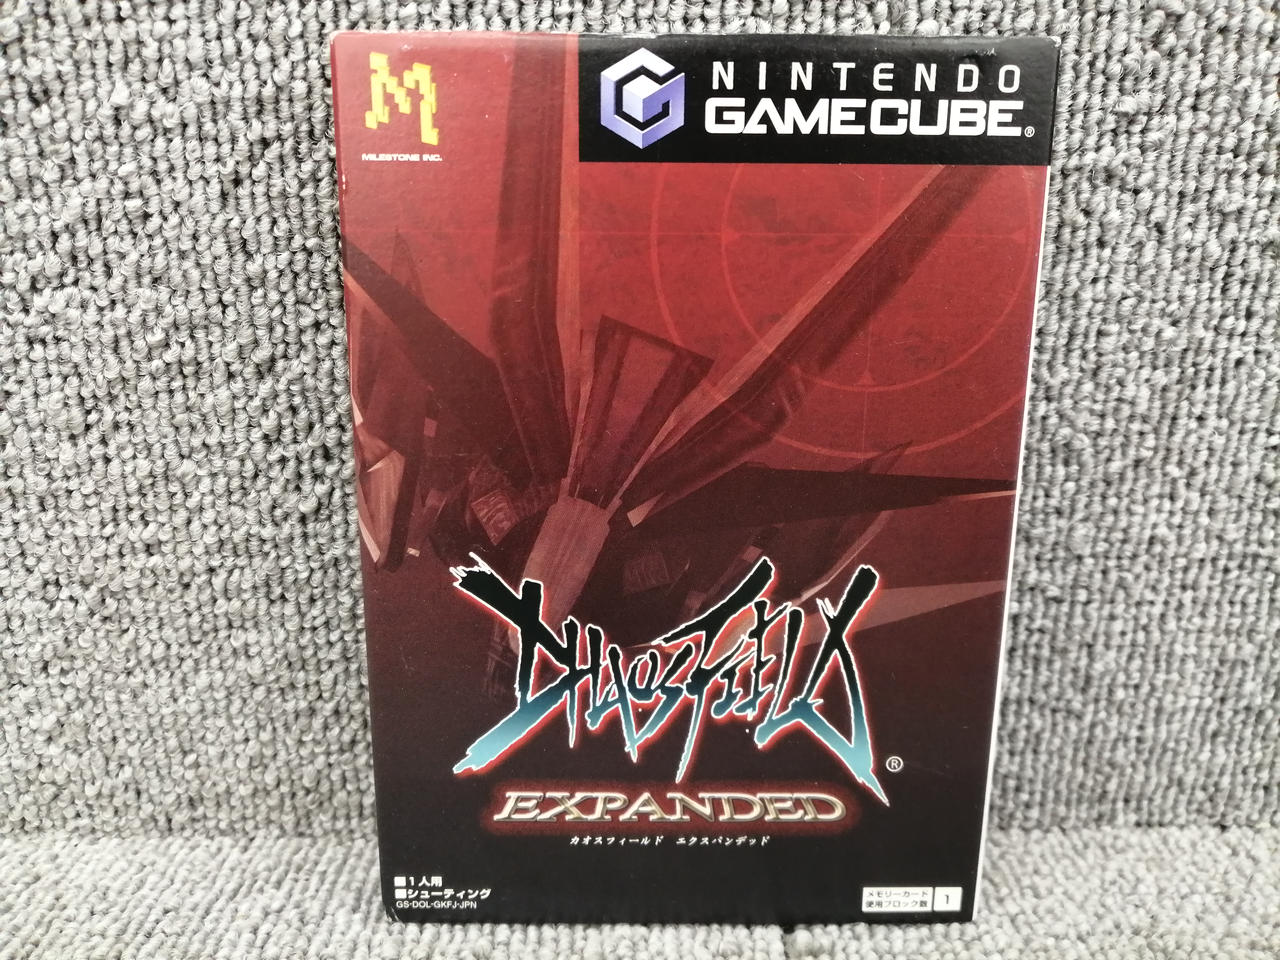 M
MILESTONE INC.
NINTENDO
GAMECUBE®
CHAOS FIELD
®
EXPANDED
カオスフィールド エクスパンデッド
■1人用
■シューティング
GS-DOL-GKFJ-JPN
メモリーカード
使用ブロック数
1